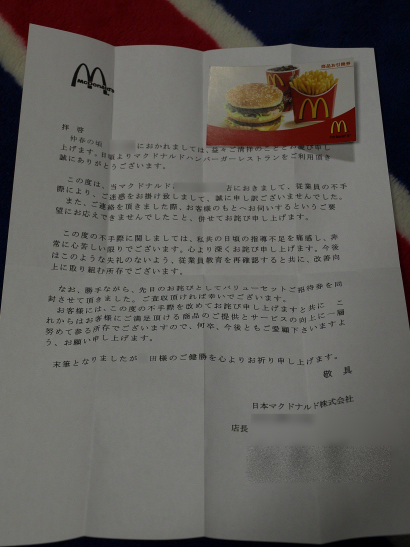 McDonald's
商品お引換券
拝 啓
仲春の頃 におかれましては、益々ご清祥のこととお慶び申し
上げます。日頃よりマクドナルドハンバーガーレストランをご利用頂き
誠にありがとうございます。
この度は、当マクドナルド、 店におきまして、従業員の不手
際により、ご迷惑をお掛け致しまして、誠に申し訳ございませんでした。
また、ご連絡を頂きました際、お客様のもとへお伺いするというご要
望にお応えできませんでしたこと、併せてお詫び申し上げます。
この度の不手際に関しましては、私共の日頃の指導不足を痛感し、非
常に心苦しい限りでございます。心より深くお詫び申し上げます。今後
はこのような失礼のないよう、従業員教育を再確認すると共に、改善向
上に取り組む所存でございます。
なお、勝手ながら、先日のお詫びとしてバリューセットご招待券を同
封させて頂きました。ご査収頂ければ幸いでございます。
お客様には、この度の不手際を改めてお詫び申し上げますと共に、こ
れからはお客様にご満足頂ける商品のご提供とサービスの向上に一層
努めて参る所存でございますので、何卒、今後ともご愛顧下さいますよ
う、お願い申し上げます。
末筆となりましたが 田様のご健勝を心よりお祈り申し上げます。
敬 具
日本マクドナルド株式会社
店長